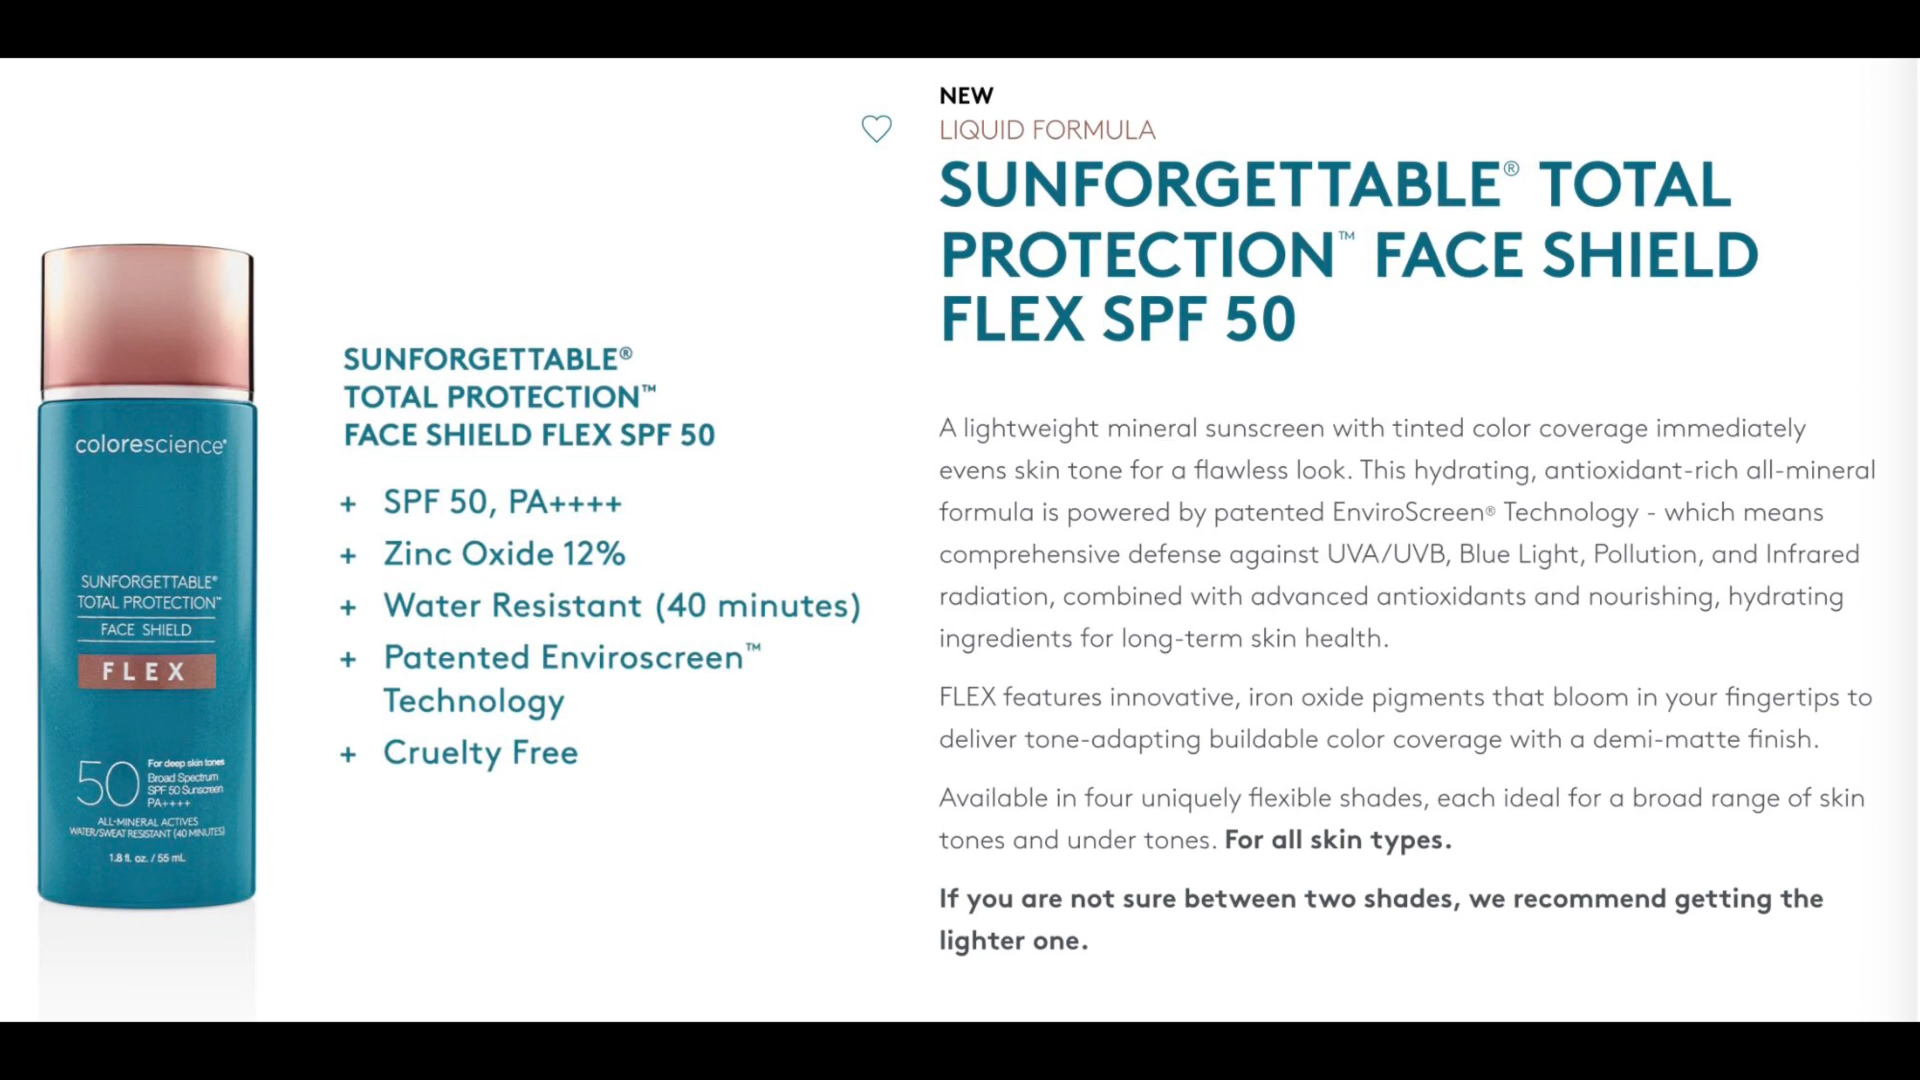 colorescience®
SUNFORGETTABLE®
TOTAL PROTECTION™
FACE SHIELD
FLEX
50
For deep skin tones
Broad Spectrum
SPF 50 Sunscreen
PA++++
ALL-MINERAL ACTIVES
WATER/SWEAT RESISTANT (40 MINUTES)
1.8 fl. oz. / 55 mL
SUNFORGETTABLE®
TOTAL PROTECTION™
FACE SHIELD FLEX SPF 50
+ SPF 50, PA++++
+ Zinc Oxide 12%
+ Water Resistant (40 minutes)
+ Patented Enviroscreen™
Technology
+ Cruelty Free
NEW
LIQUID FORMULA
SUNFORGETTABLE® TOTAL
PROTECTION™ FACE SHIELD
FLEX SPF 50
A lightweight mineral sunscreen with tinted color coverage immediately
evens skin tone for a flawless look. This hydrating, antioxidant-rich all-mineral
formula is powered by patented EnviroScreen® Technology - which means
comprehensive defense against UVA/UVB, Blue Light, Pollution, and Infrared
radiation, combined with advanced antioxidants and nourishing, hydrating
ingredients for long-term skin health.
FLEX features innovative, iron oxide pigments that bloom in your fingertips to
deliver tone-adapting buildable color coverage with a demi-matte finish.
Available in four uniquely flexible shades, each ideal for a broad range of skin
tones and under tones. For all skin types.
If you are not sure between two shades, we recommend getting the
lighter one.